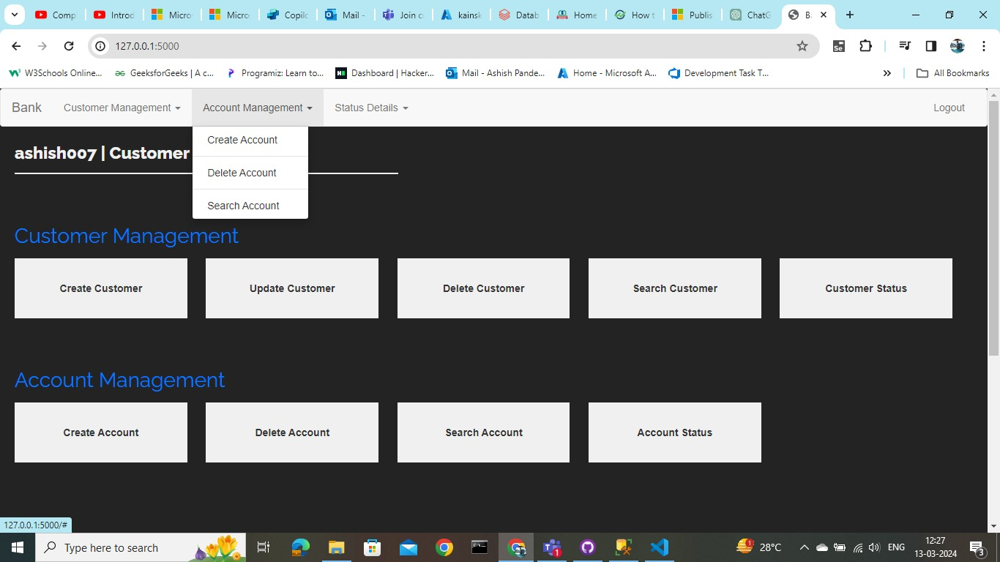 Comp
Introd
Micro
Micro
Copilo
Mail -
Join c
kainsk
Datab
Home
How t
Publis
ChatG
B
127.0.0.1:5000
W3Schools Online...
GeeksforGeeks | A c...
Programiz: Learn to...
Dashboard | Hacker...
Mail - Ashish Pande...
Home - Microsoft A...
Development Task T...
All Bookmarks
Bank
Customer Management
Account Management
Status Details
Logout
Create Account
Delete Account
Search Account
ashish007 | Customer
Customer Management
Create Customer
Update Customer
Delete Customer
Search Customer
Customer Status
Account Management
Create Account
Delete Account
Search Account
Account Status
127.0.0.1:5000/#
Type here to search
28°C
ENG
12:27
13-03-2024
3